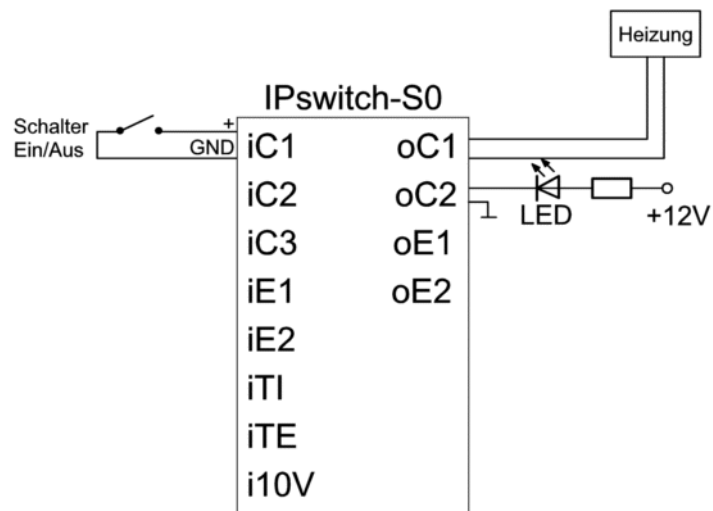 Heizung
IPswitch-S0
Schalter
Ein/Aus
+
GND
iC1
oC1
iC2
oC2
LED
+12V
iC3
oE1
iE1
oE2
iE2
iTI
iTE
i10V